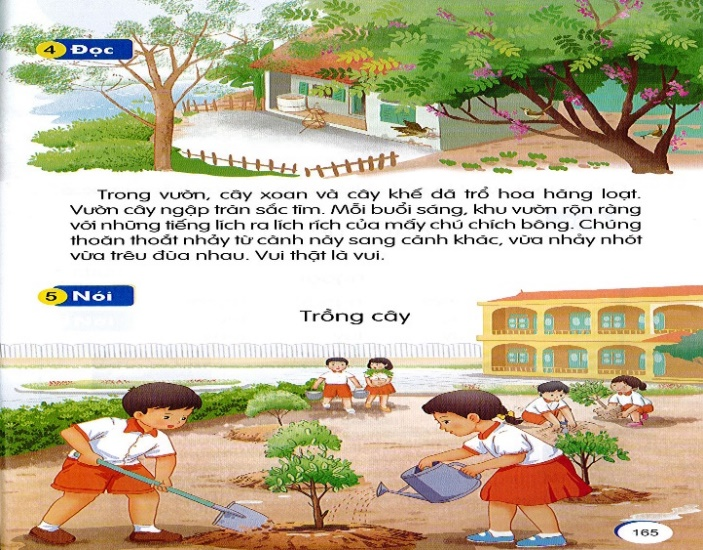 4 Đọc
Trong vườn, cây xoan và cây khế đã trổ hoa hàng loạt.
Vườn cây ngập tràn sắc tím. Mỗi buổi sáng, khu vườn rộn ràng
với những tiếng lích ra lích rích của mấy chú chích bông. Chúng
thoăn thoắt nhảy từ cành này sang cành khác, vừa nhảy nhót
vừa trêu đùa nhau. Vui thật là vui.
5 Nói
Trồng cây
165